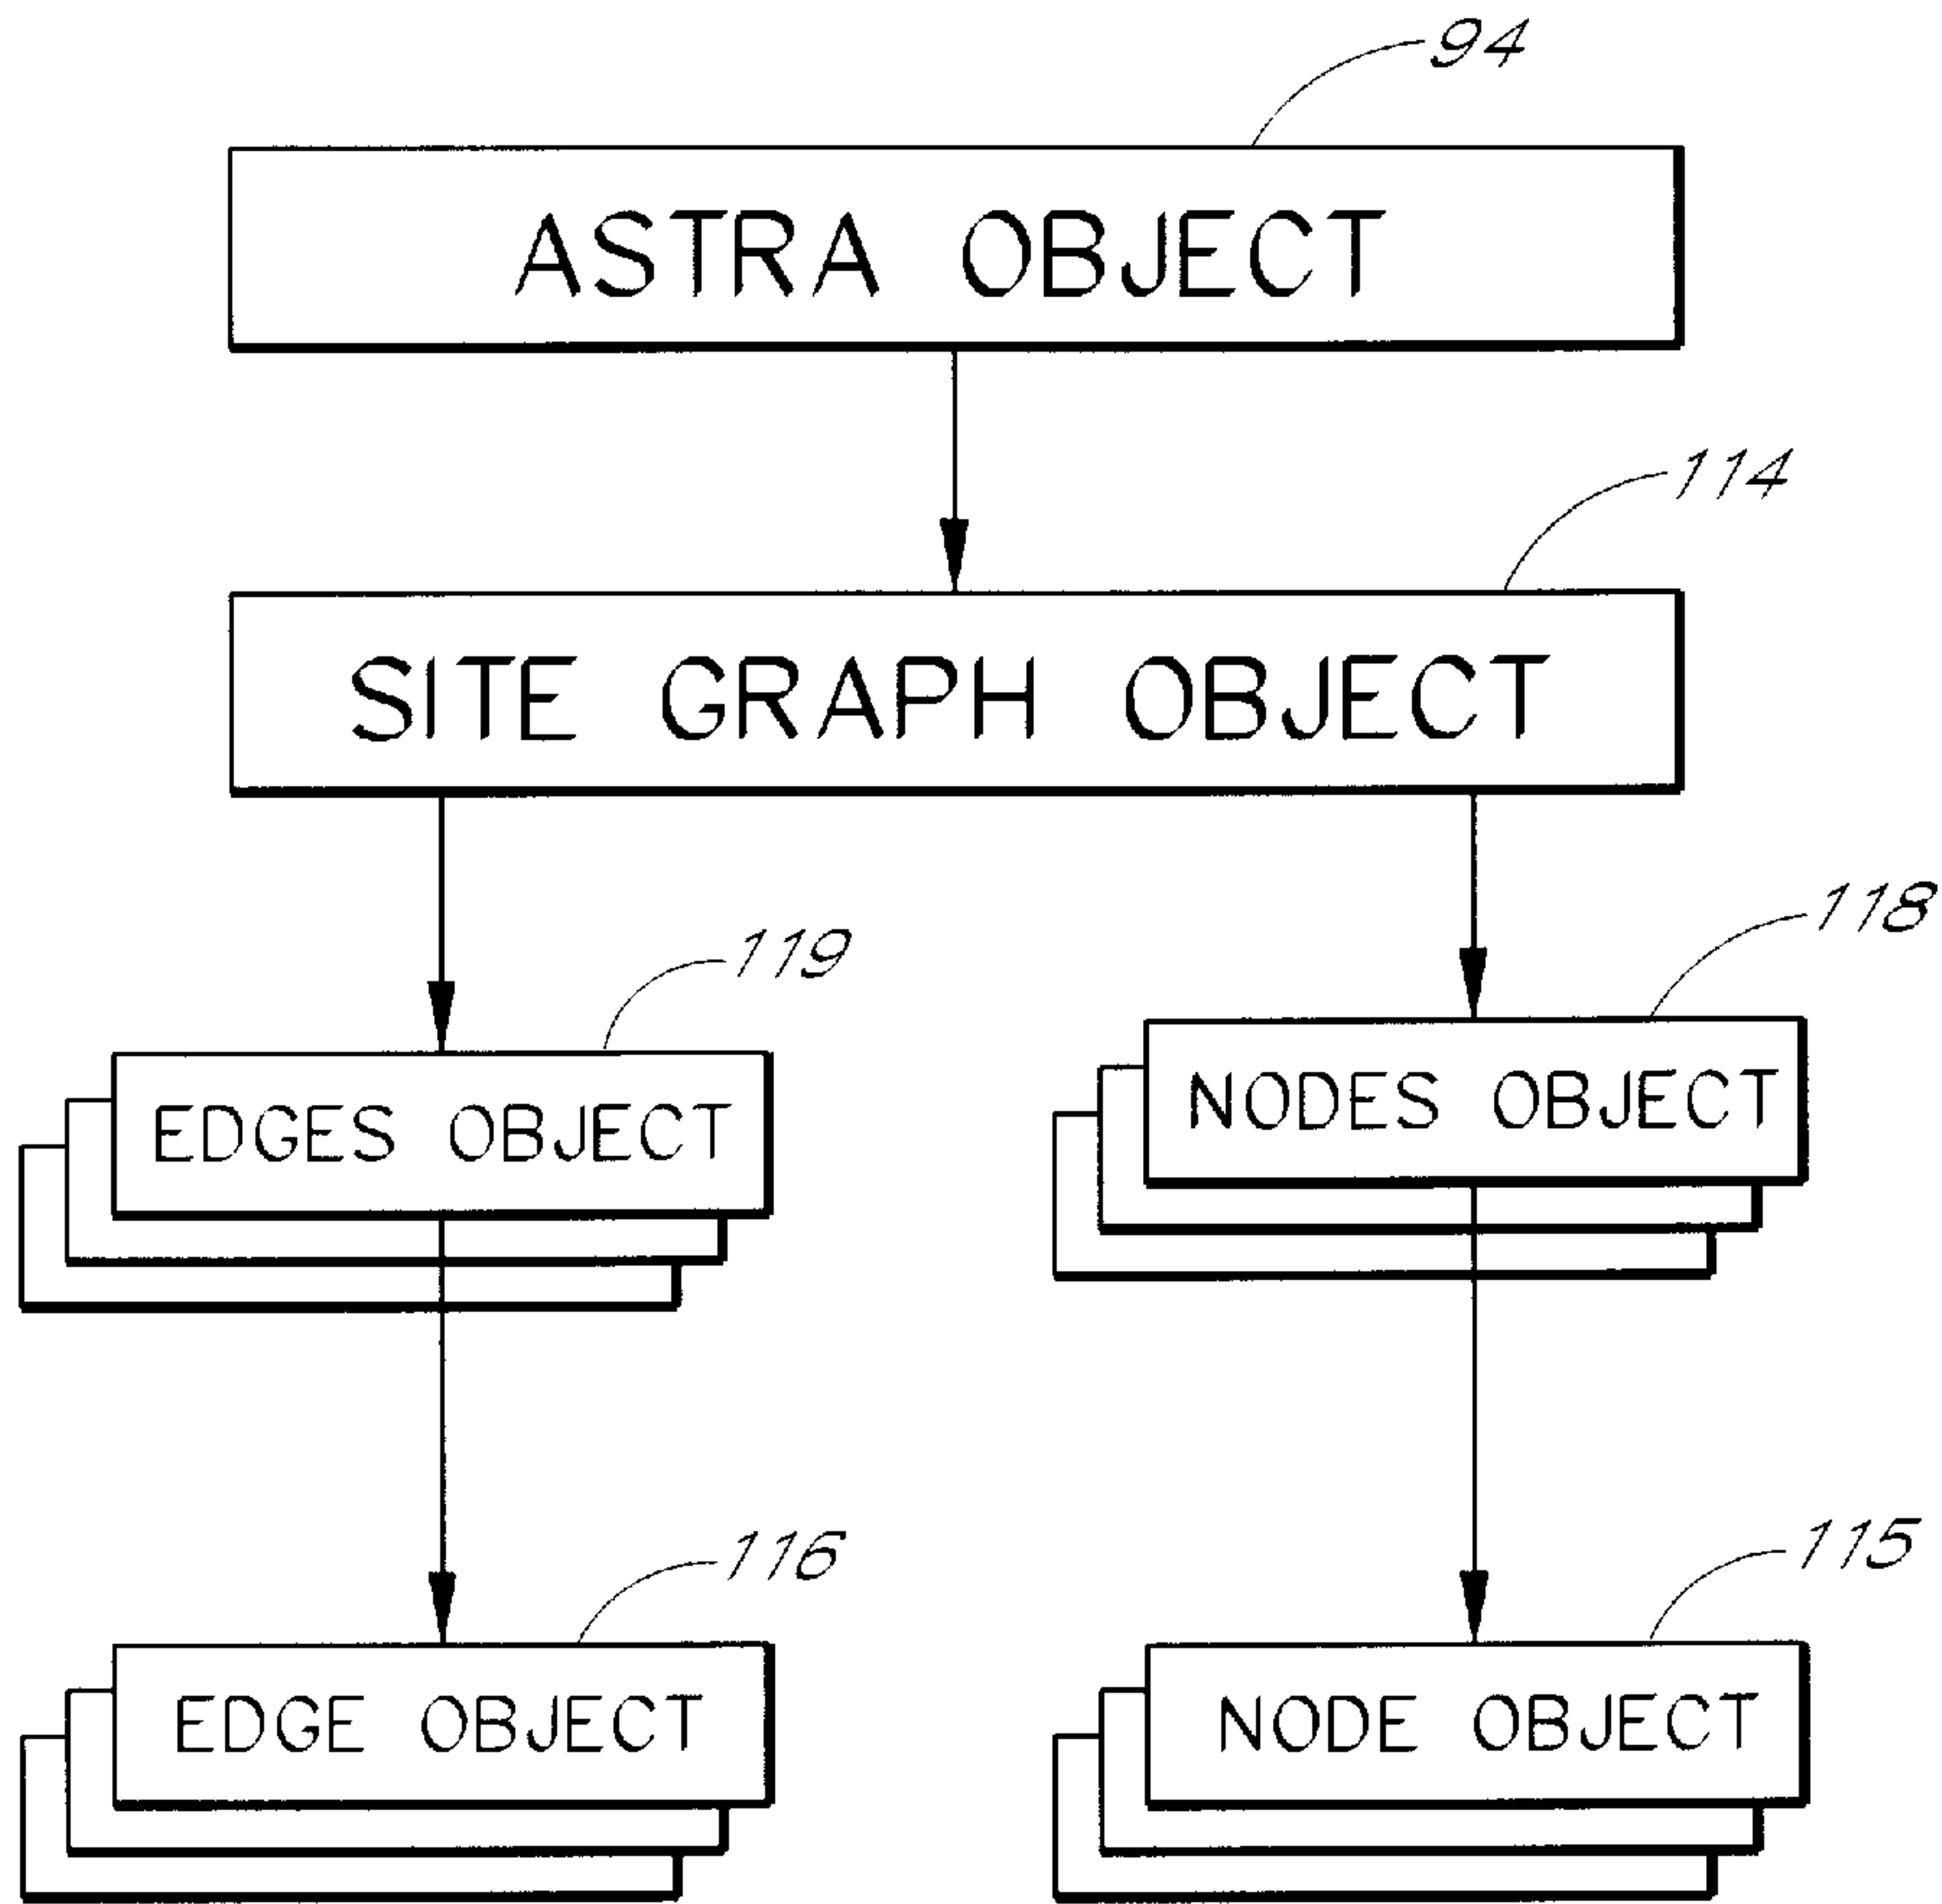 94
ASTRA OBJECT
114
SITE GRAPH OBJECT
118
119
NODES OBJECT
EDGES OBJECT
115
116
EDGE OBJECT
NODE OBJECT